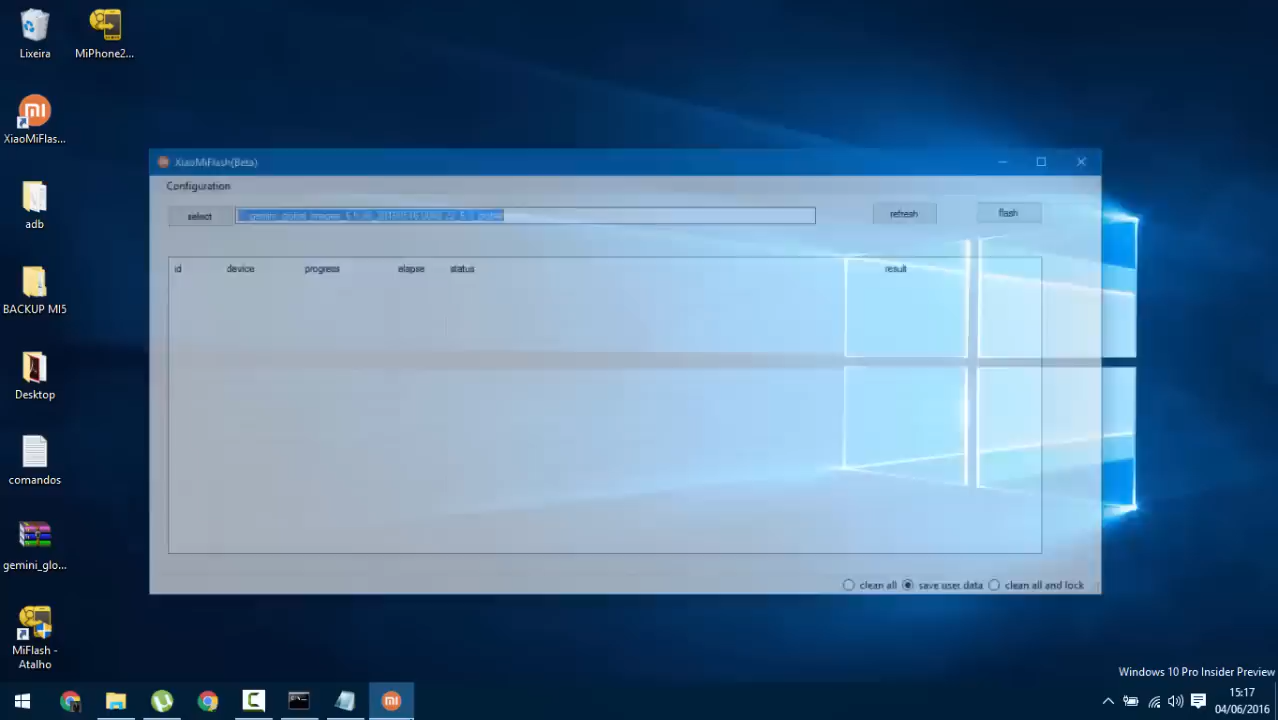 Lixeira
MiPhone2...
XiaoMiFlas...
adb
BACKUP MI5
Desktop
comandos
gemini_glo...
MiFlash -
Atalho
XiaoMiFlash(Beta)
Configuration
select
refresh
flash
id device progress elapse status result
clean all save user data clean all and lock
Windows 10 Pro Insider Preview
15:17
04/06/2016